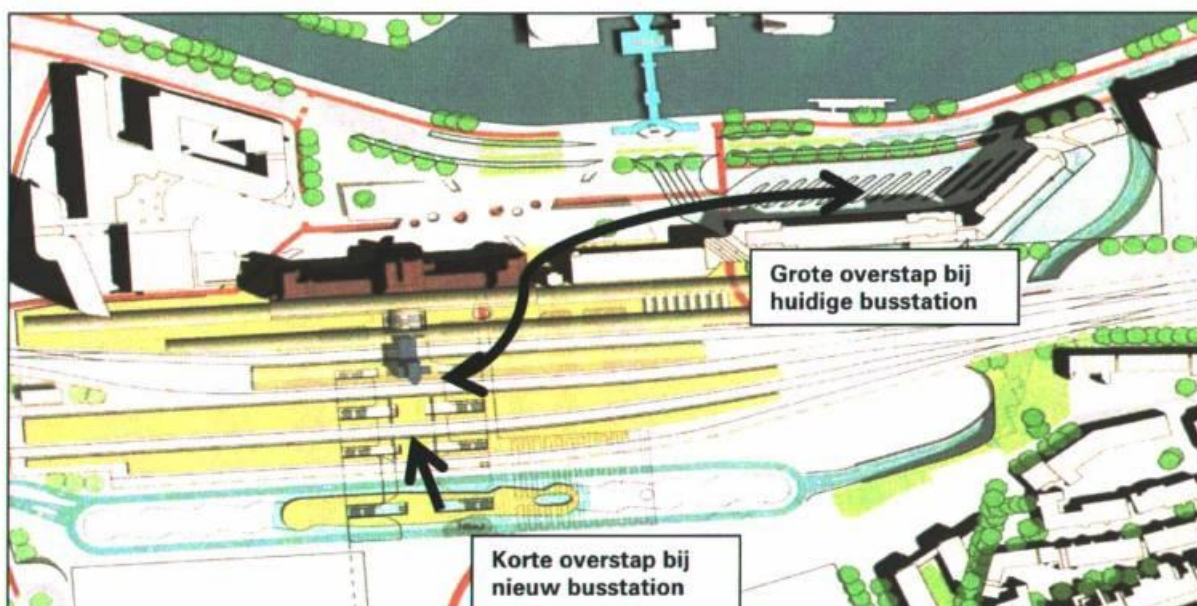 Grote overstap bij
huidige busstation
Korte overstap bij
nieuw busstation